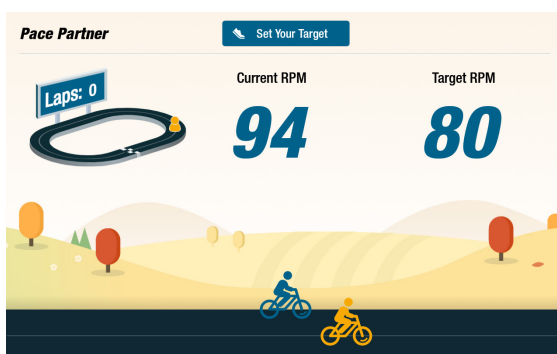 Pace Partner
Set Your Target
Laps: 0
Current RPM
94
Target RPM
80